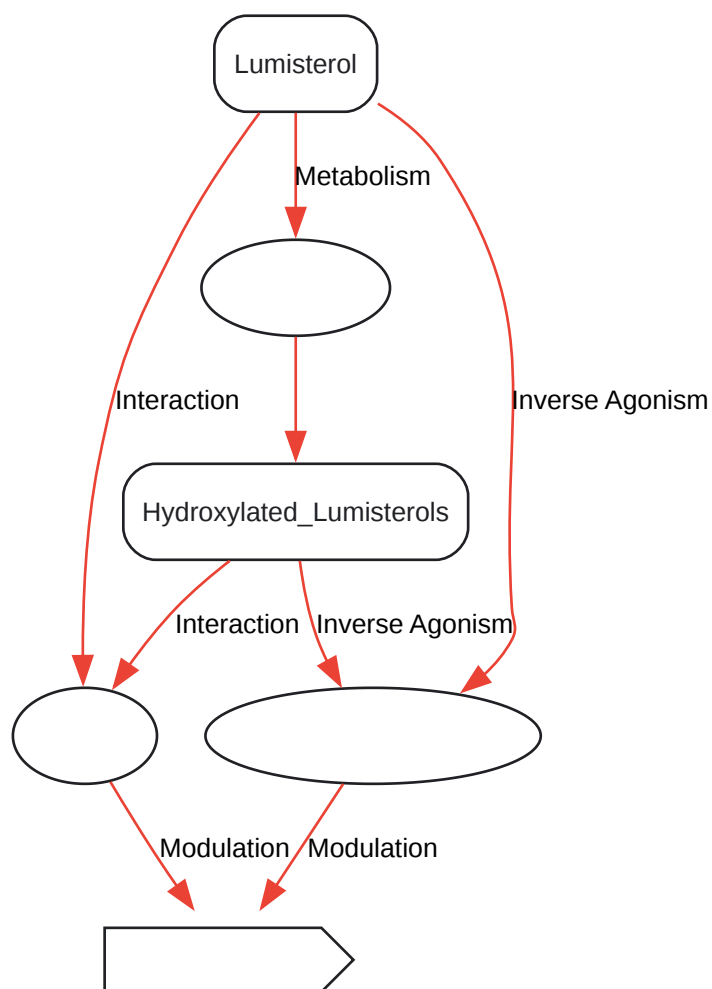 Lumisterol
Metabolism
Interaction
Inverse Agonism
Hydroxylated_Lumisterols
Interaction
Inverse Agonism
Modulation
Modulation